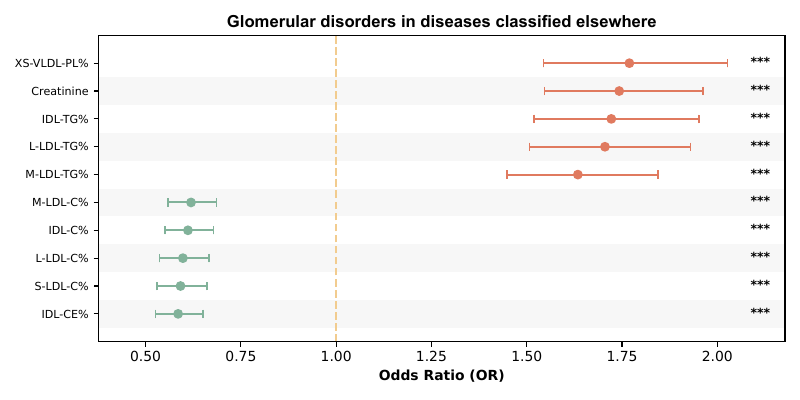 Glomerular disorders in diseases classified elsewhere
XS-VLDL-PL% ***
Creatinine ***
IDL-TG% ***
L-LDL-TG% ***
M-LDL-TG% ***
M-LDL-C% ***
IDL-C% ***
L-LDL-C% ***
S-LDL-C% ***
IDL-CE% ***
0.50 0.75 1.00 1.25 1.50 1.75 2.00
Odds Ratio (OR)